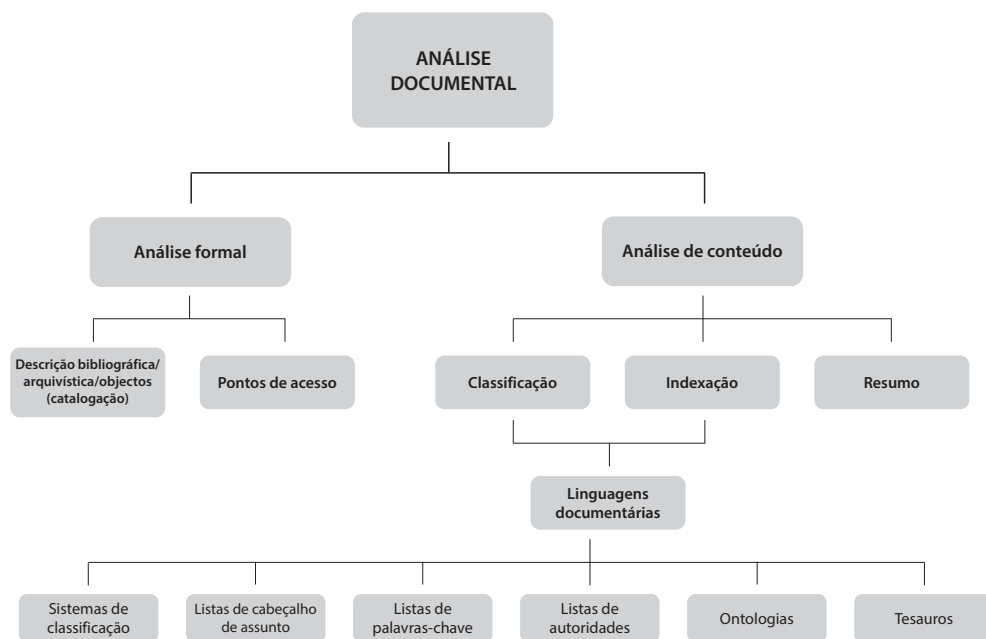 ANÁLISE
DOCUMENTAL
Análise formal
Análise de conteúdo
Descrição bibliográfica/
arquivística/objectos
(catalogação)
Pontos de acesso
Classificação
Indexação
Resumo
Linguagens
documentárias
Sistemas de
classificação
Listas de cabeçalho
de assunto
Listas de
palavras-chave
Listas de
autoridades
Ontologias
Tesauros